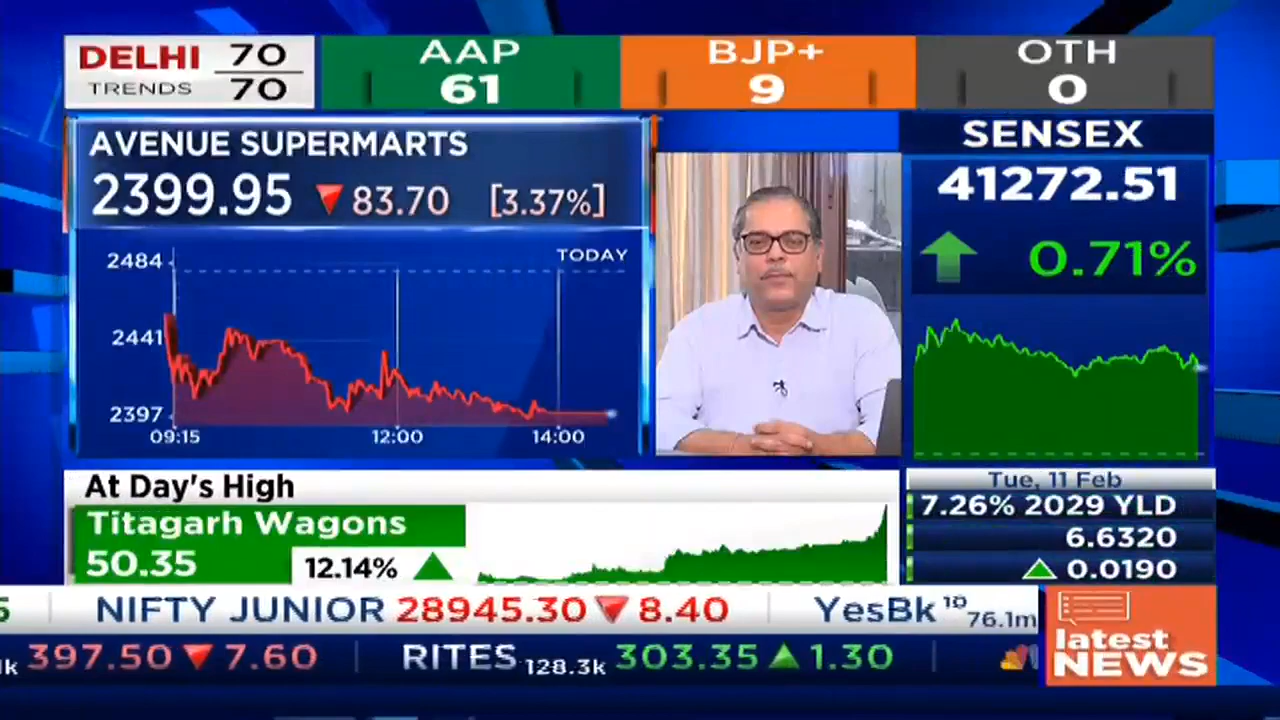 DELHI 70
TRENDS 70
AAP
61
BJP+
9
OTH
0
AVENUE SUPERMARTS
2399.95 ▼ 83.70 [3.37%]
TODAY
2484
2441
2397
09:15 12:00 14:00
SENSEX
41272.51
0.71%
At Day's High
Titagarh Wagons
50.35 12.14%
Tue, 11 Feb
7.26% 2029 YLD
6.6320
0.0190
NIFTY JUNIOR 28945.30 ▼ 8.40 YesBk 76.1m
397.50 ▼ 7.60 RITES 128.3k 303.35 ▲ 1.30
latest
NEWS